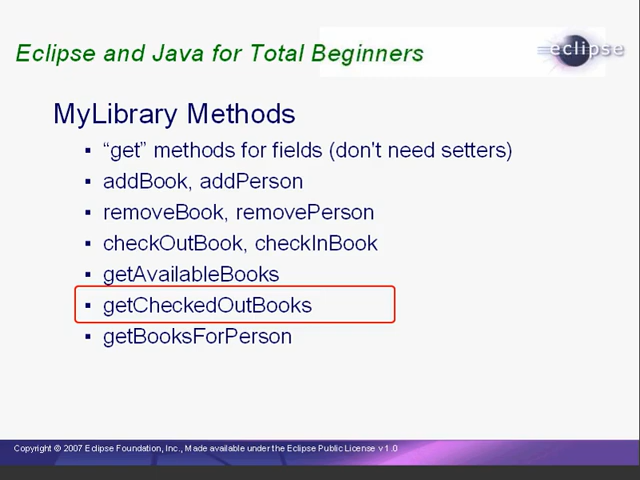 Eclipse and Java for Total Beginners
eclipse
MyLibrary Methods
▪ “get” methods for fields (don't need setters)
▪ addBook, addPerson
▪ removeBook, removePerson
▪ checkOutBook, checkInBook
▪ getAvailableBooks
▪ getCheckedOutBooks
▪ getBooksForPerson
Copyright © 2007 Eclipse Foundation, Inc., Made available under the Eclipse Public License v 1.0